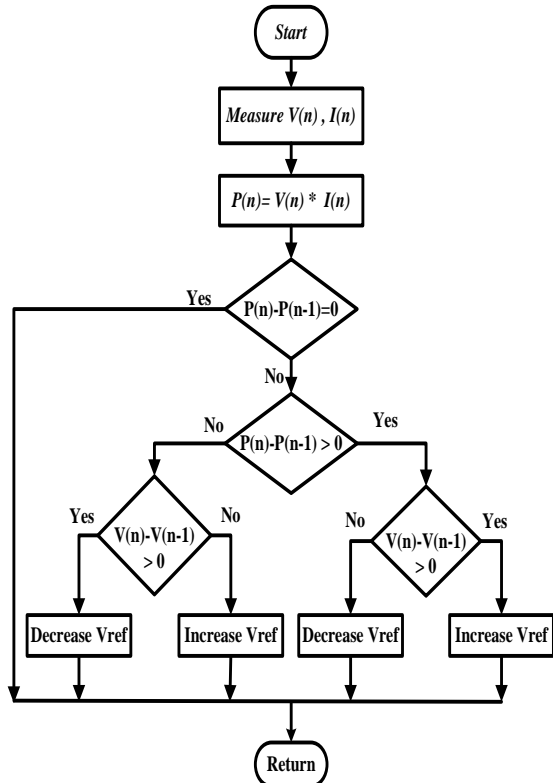 Start
Measure V(n) , I(n)
P(n)= V(n) * I(n)
Yes
P(n)-P(n-1)=0
No
No
P(n)-P(n-1) > 0
Yes
Yes
V(n)-V(n-1)
> 0
No
No
V(n)-V(n-1)
> 0
Yes
Decrease Vref
Increase Vref
Decrease Vref
Increase Vref
Return